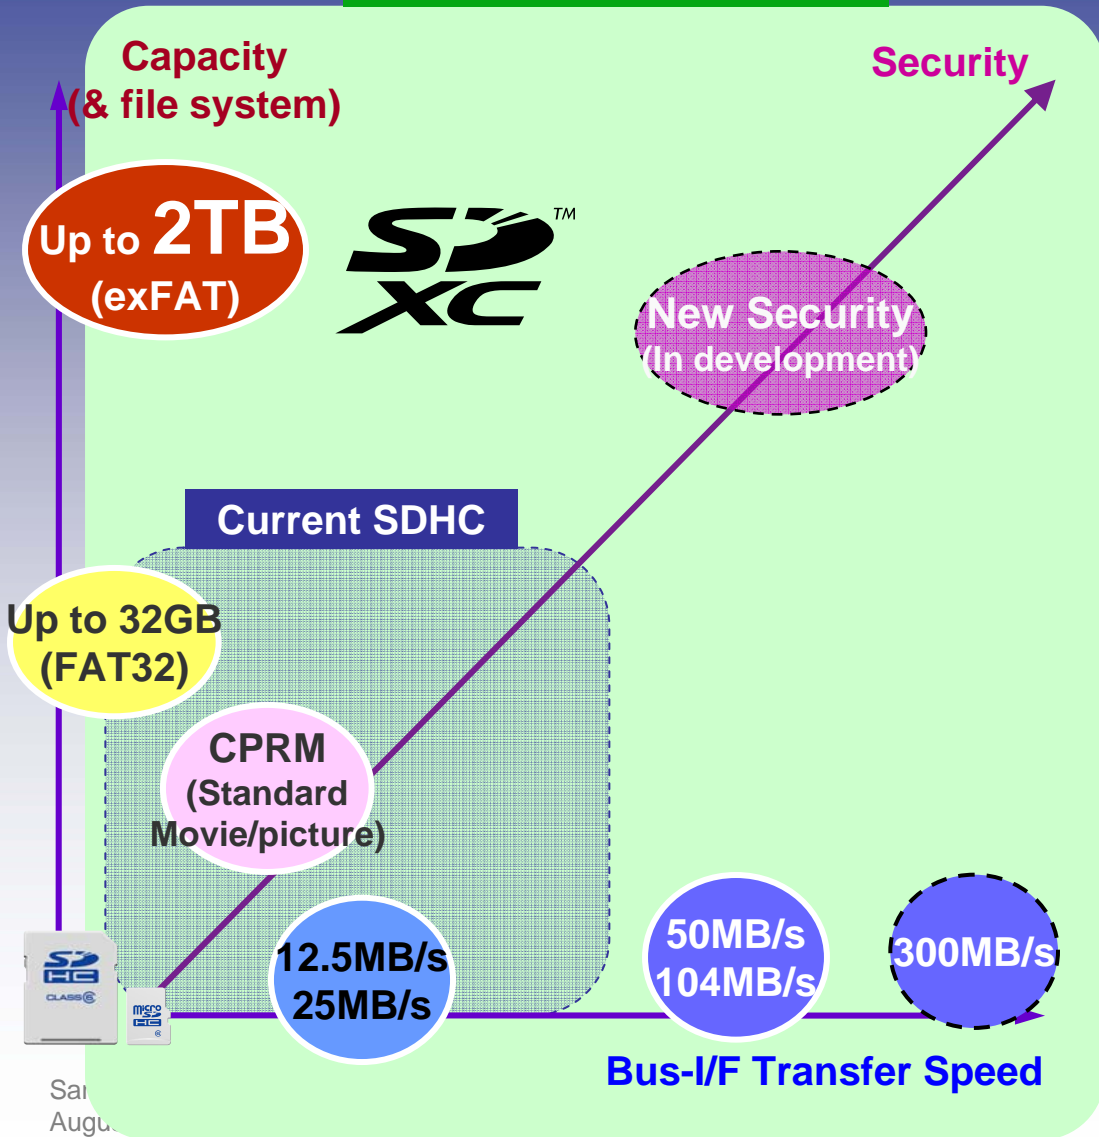 Capacity
(& file system)
Security
Up to 2TB
(exFAT)
SD TM
XC
New Security
(In development)
Current SDHC
Up to 32GB
(FAT32)
CPRM
(Standard
Movie/picture)
SD
HC
CLASS 6
micro
SD
HC
12.5MB/s
25MB/s
50MB/s
104MB/s
300MB/s
Bus-I/F Transfer Speed